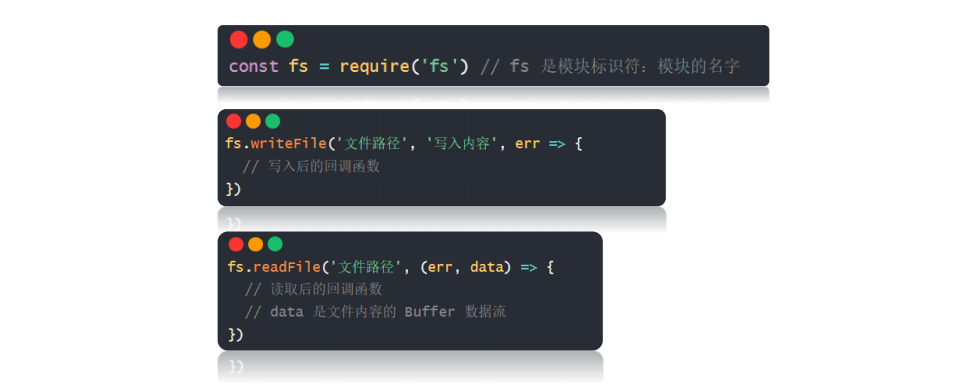 const fs = require('fs') // fs 是模块标识符：模块的名字
fs.writeFile('文件路径', '写入内容', err => {
// 写入后的回调函数
})
fs.readFile('文件路径', (err, data) => {
// 读取后的回调函数
// data 是文件内容的 Buffer 数据流
})